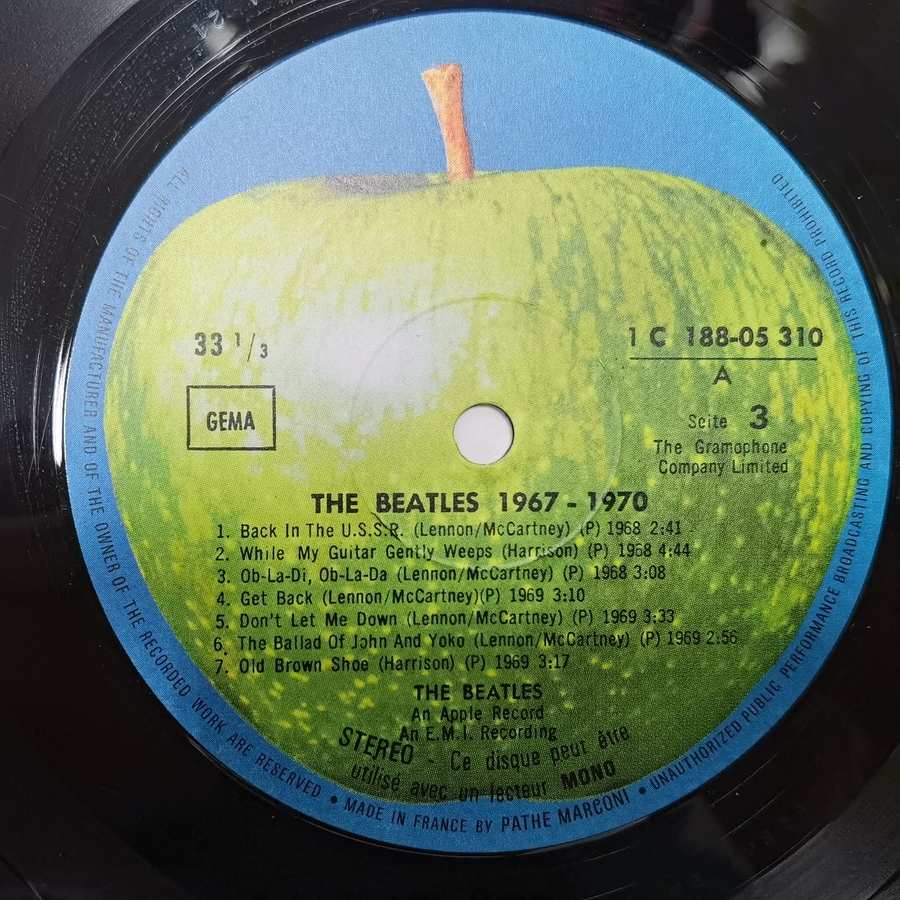 33 1/3
GEMA
1 C 188-05 310
A
Seite 3
The Gramophone
Company Limited
THE BEATLES 1967 - 1970
1. Back In The U.S.S.R. (Lennon/McCartney) (P) 1968 2:41
2. While My Guitar Gently Weeps (Harrison) (P) 1968 4:44
3. Ob-La-Di, Ob-La-Da (Lennon/McCartney) (P) 1968 3:08
4. Get Back (Lennon/McCartney)(P) 1969 3:10
5. Don't Let Me Down (Lennon/McCartney) (P) 1969 3:33
6. The Ballad Of John And Yoko (Lennon/McCartney) (P) 1969 2:56
7. Old Brown Shoe (Harrison) (P) 1969 3:17
THE BEATLES
An Apple Record
An E.M.I. Recording
STEREO - Ce disque peut être
utilisé avec un lecteur MONO
ALL RIGHTS OF THE MANUFACTURER AND OF THE OWNER OF THE RECORDED WORK ARE RESERVED • MADE IN FRANCE BY PATHE MARCONI • UNAUTHORIZED PUBLIC PERFORMANCE BROADCASTING AND COPYING OF THIS RECORD PROHIBITED